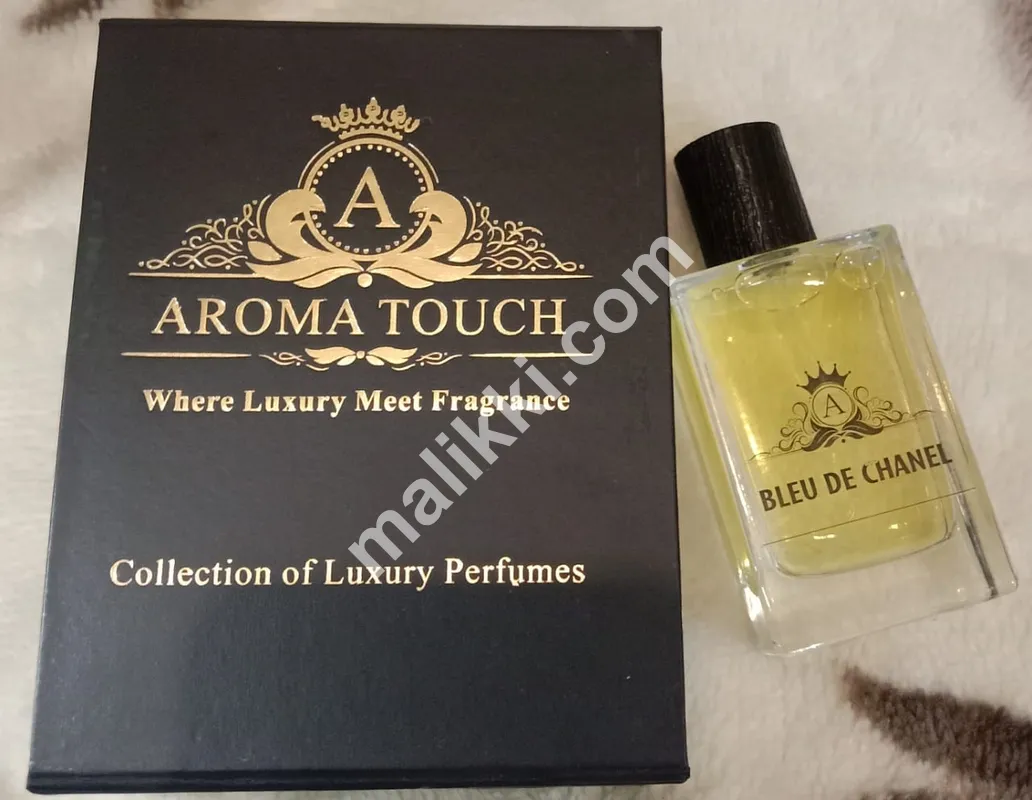 A
AROMA TOUCH
Where Luxury Meet Fragrance
Collection of Luxury Perfumes
A
BLEU DE CHANEL
malikki.com